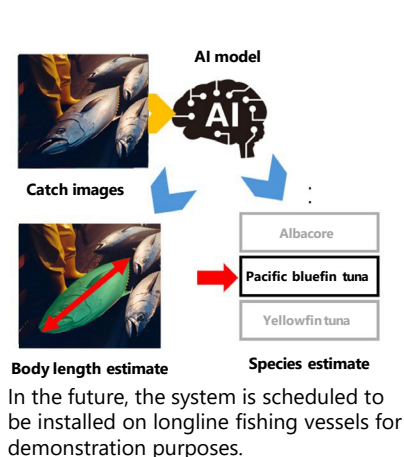 AI model
AI
Catch images
:
Albacore
Pacific bluefin tuna
Yellowfin tuna
Body length estimate
Species estimate
In the future, the system is scheduled to
be installed on longline fishing vessels for
demonstration purposes.